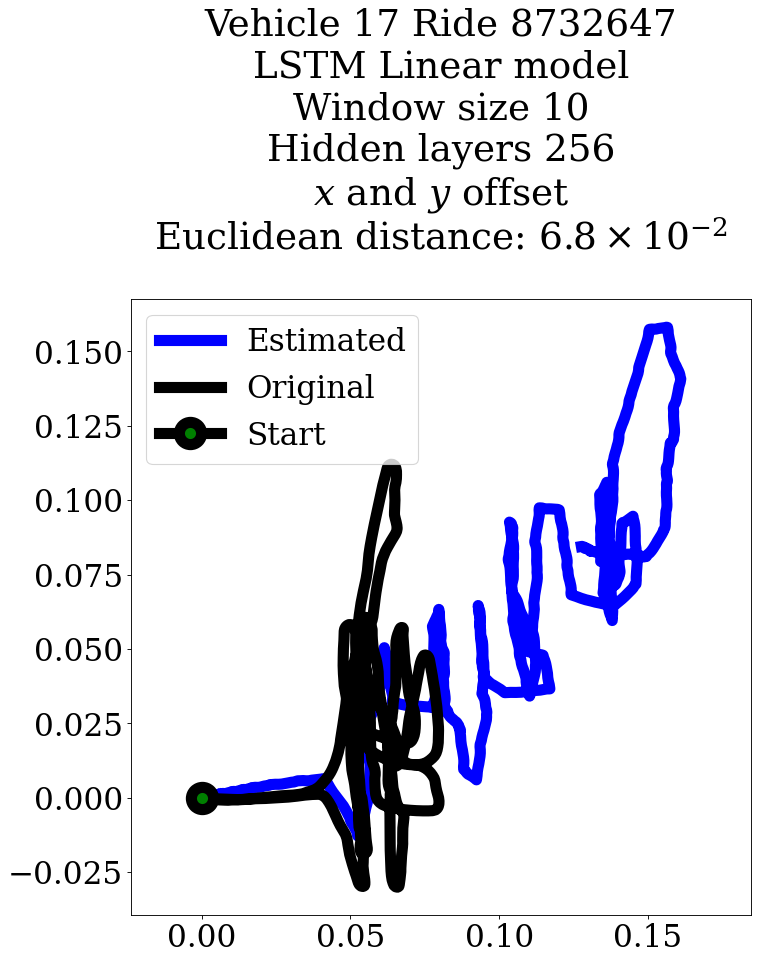 Vehicle 17 Ride 8732647
LSTM Linear model
Window size 10
Hidden layers 256
x and y offset
Euclidean distance: 6.8 × 10⁻²
Estimated
Original
Start
0.150
0.125
0.100
0.075
0.050
0.025
0.000
−0.025
0.00 0.05 0.10 0.15